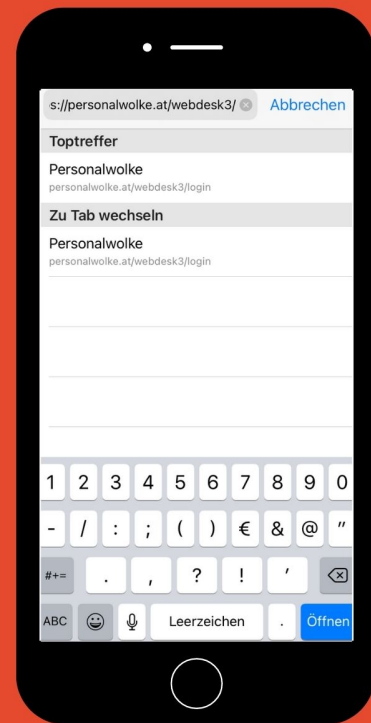 s://personalwolke.at/webdesk3/ Abbrechen
Toptreffer
Personalwolke
personalwolke.at/webdesk3/login
Zu Tab wechseln
Personalwolke
personalwolke.at/webdesk3/login
1 2 3 4 5 6 7 8 9 0
- / : ; ( ) € & @ "
#+= . , ? ! ′
ABC Leerzeichen . Öffnen